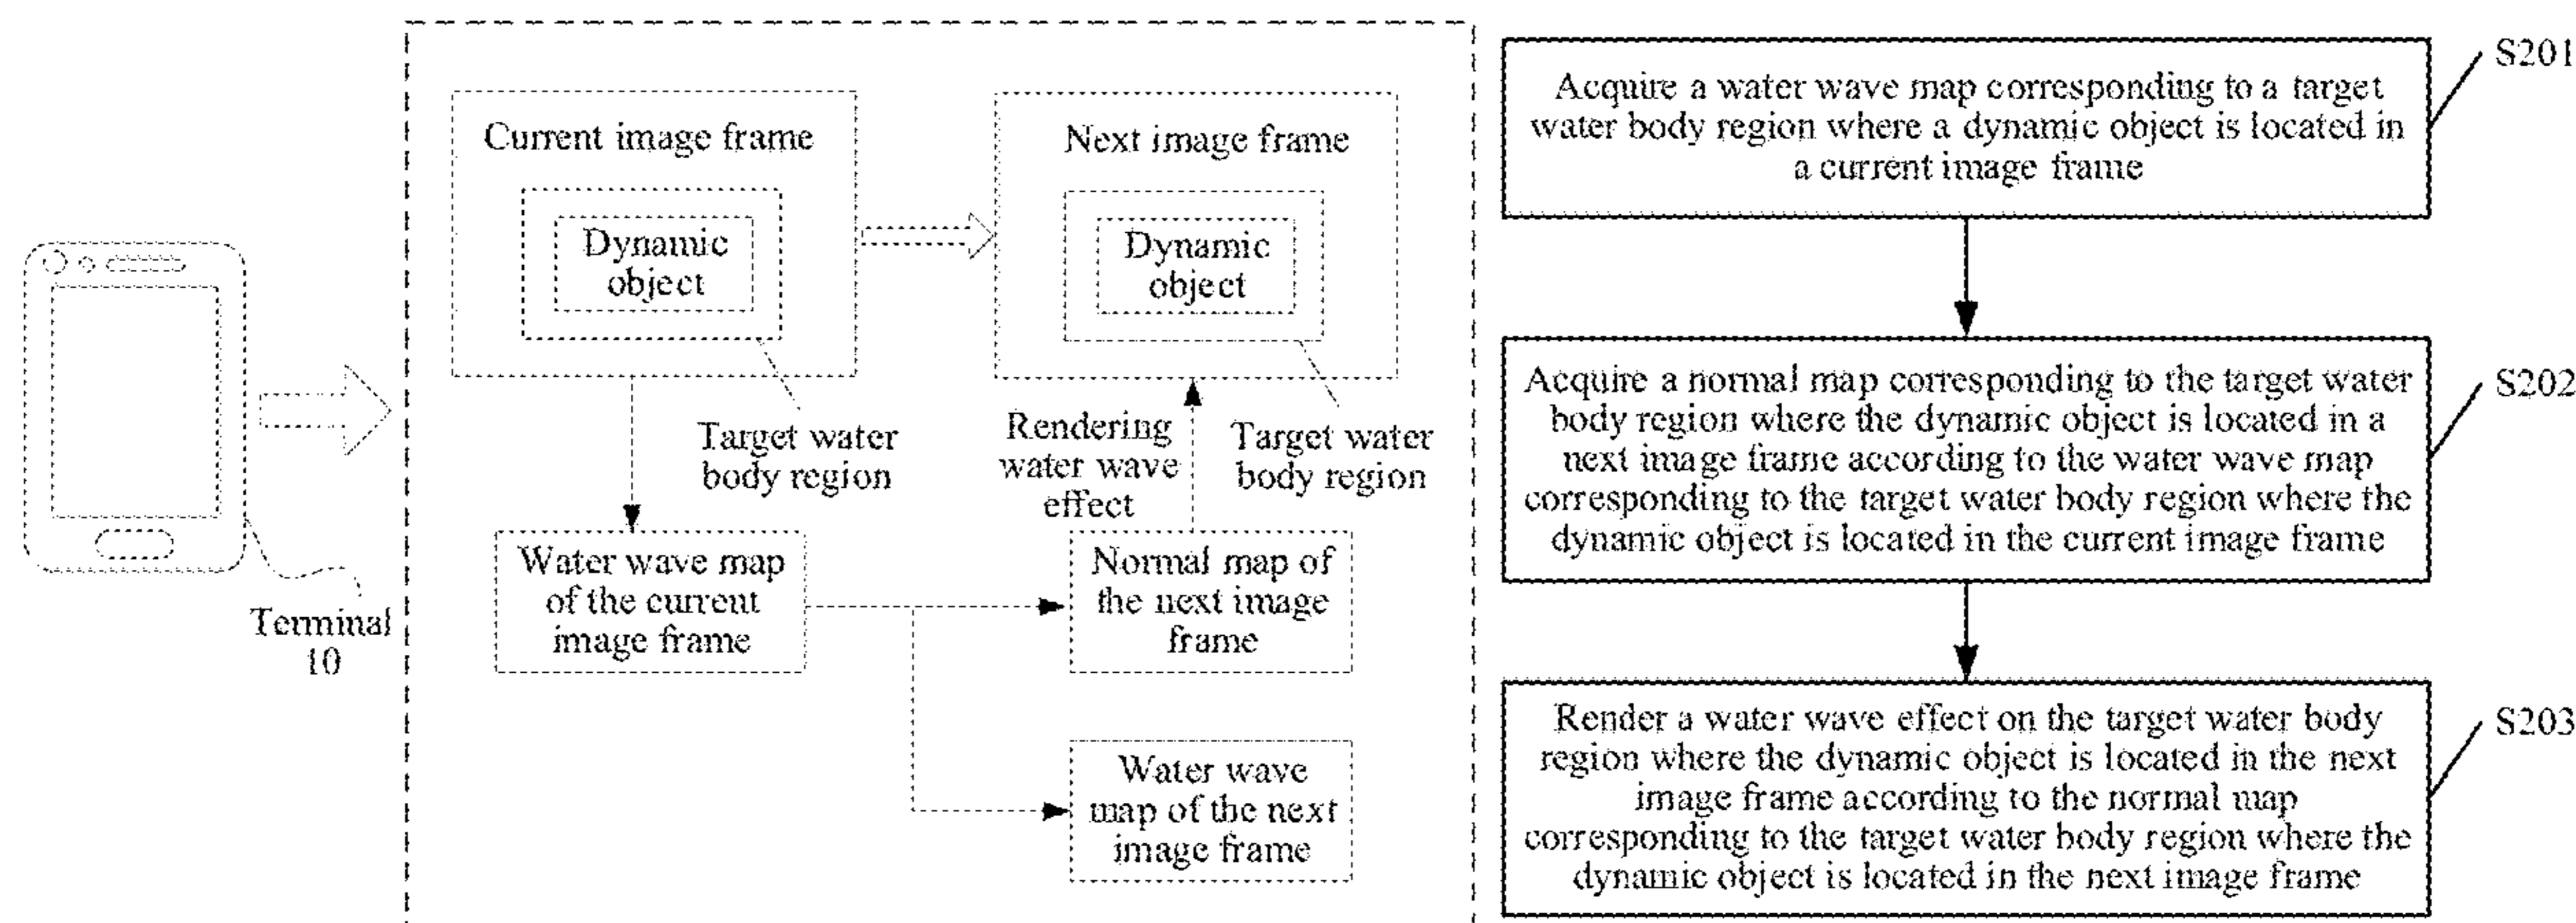 Terminal
10
Current image frame
Dynamic
object
Target water
body region
Next image frame
Dynamic
object
Target water
body region
Rendering
water wave
effect
Water wave map
of the current
image frame
Normal map of
the next image
frame
Water wave
map of the next
image frame
S201
Acquire a water wave map corresponding to a target
water body region where a dynamic object is located in
a current image frame
S202
Acquire a normal map corresponding to the target water
body region where the dynamic object is located in a
next image frame according to the water wave map
corresponding to the target water body region where the
dynamic object is located in the current image frame
S203
Render a water wave effect on the target water body
region where the dynamic object is located in the next
image frame according to the normal map
corresponding to the target water body region where the
dynamic object is located in the next image frame